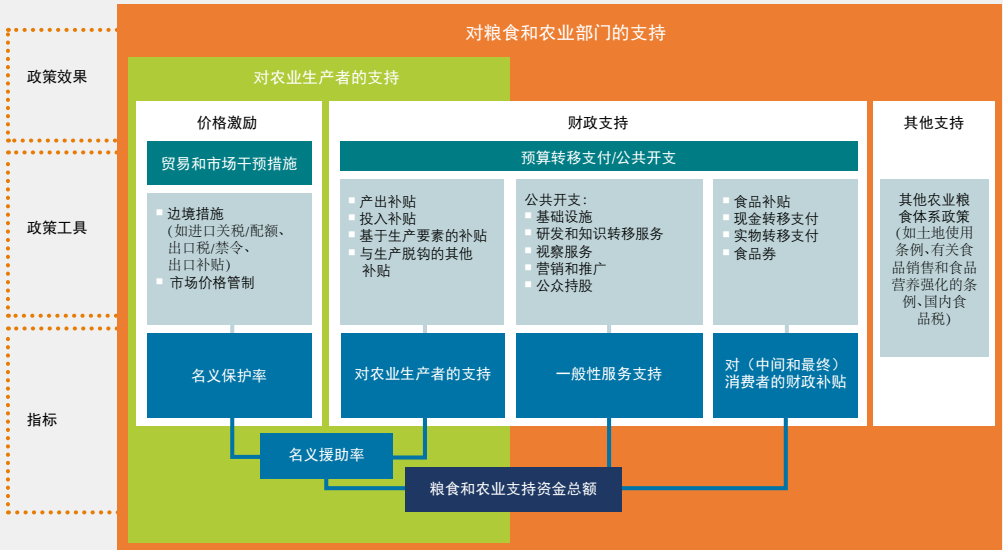 对粮食和农业部门的支持
政策效果
对农业生产者的支持
价格激励
财政支持
其他支持
政策工具
贸易和市场干预措施
预算转移支付/公共开支
边境措施
(如进口关税/配额、
出口税/禁令、
出口补贴)
市场价格管制
产出补贴
投入补贴
基于生产要素的补贴
与生产脱钩的其他
补贴
公共开支：
基础设施
研发和知识转移服务
视察服务
营销和推广
公众持股
食品补贴
现金转移支付
实物转移支付
食品券
其他农业粮
食体系政策
(如土地使用
条例、有关食
品销售和食品
营养强化的条
例、国内食
品税)
指标
名义保护率
对农业生产者的支持
一般性服务支持
对（中间和最终）
消费者的财政补贴
名义援助率
粮食和农业支持资金总额